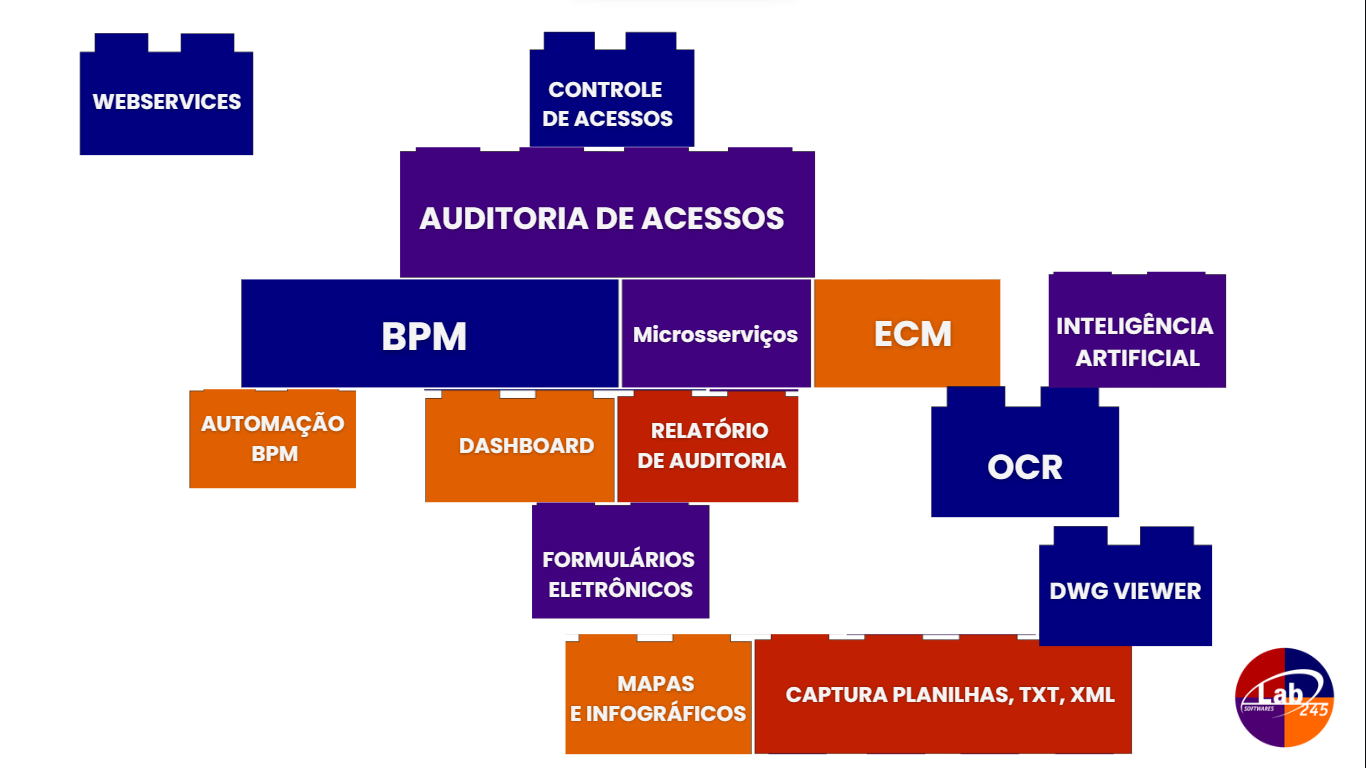 WEBSERVICES
CONTROLE
DE ACESSOS
AUDITORIA DE ACESSOS
BPM
Microsserviços
ECM
INTELIGÊNCIA
ARTIFICIAL
AUTOMAÇÃO
BPM
DASHBOARD
RELATÓRIO
DE AUDITORIA
OCR
FORMULÁRIOS
ELETRÔNICOS
DWG VIEWER
MAPAS
E INFOGRÁFICOS
CAPTURA PLANILHAS, TXT, XML
Lab
SOFTWARES
245